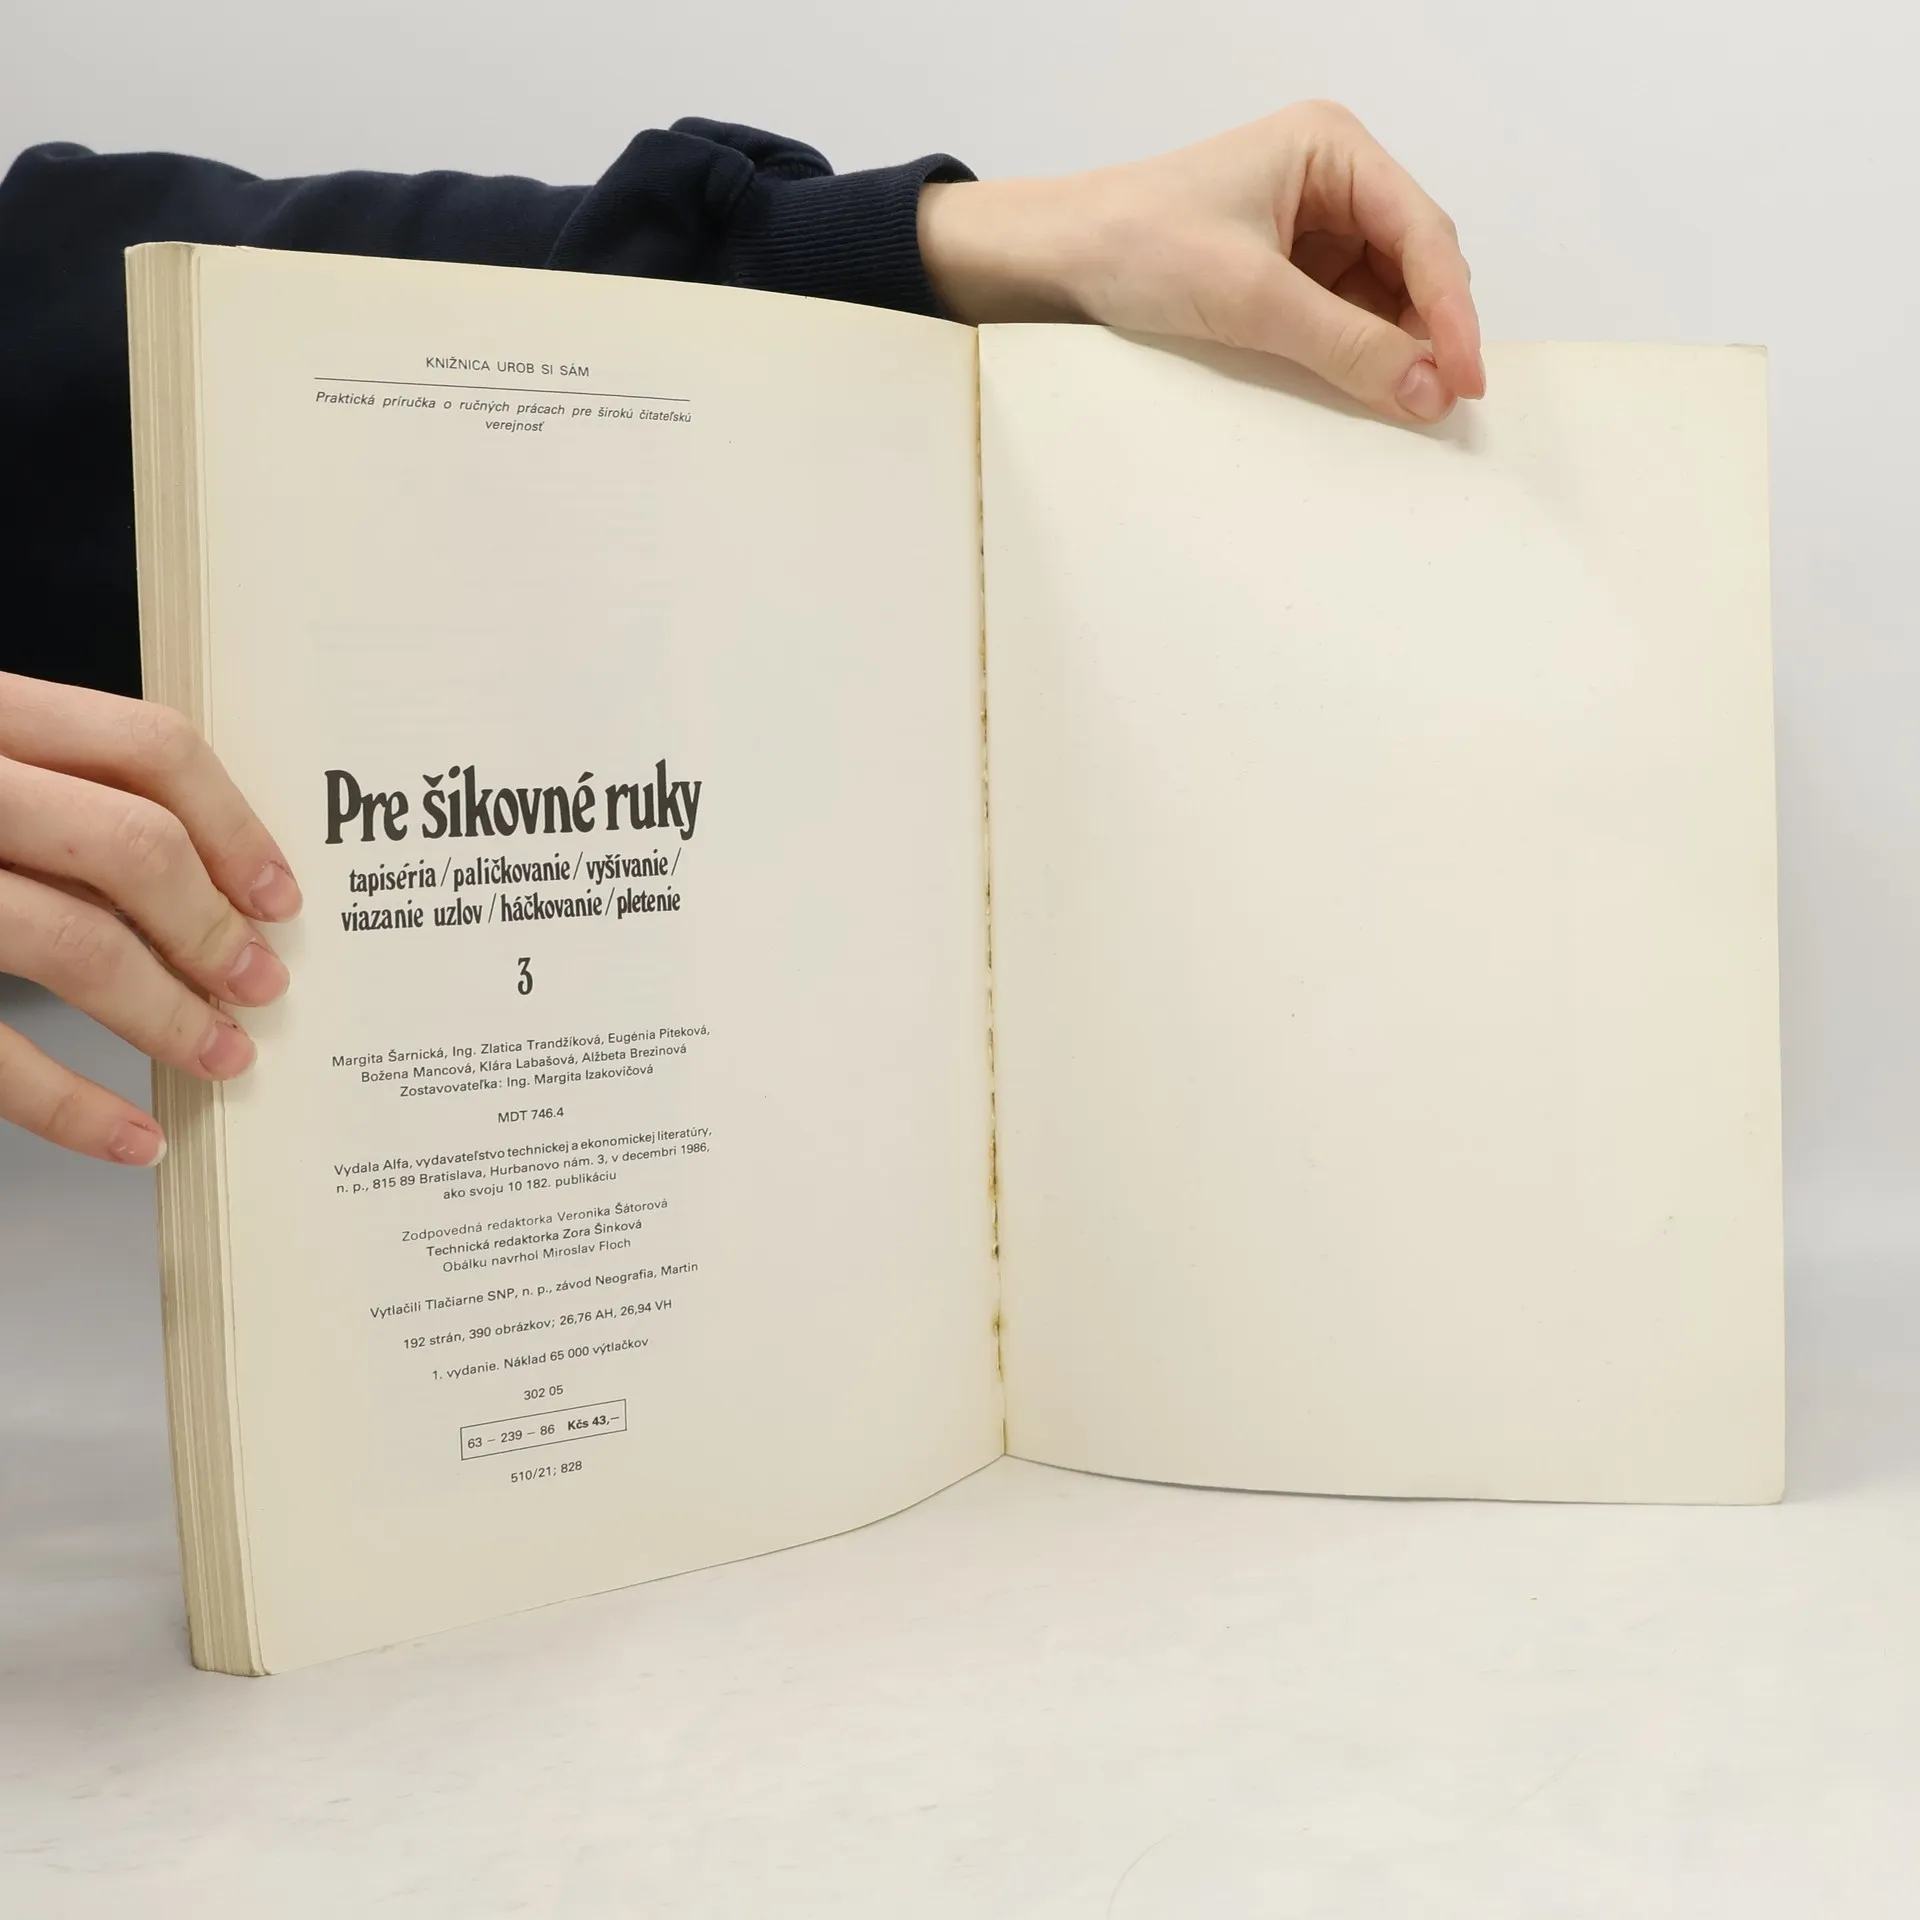 KNIŽNICA UROB SI SÁM
Praktická príručka o ručných prácach pre širokú čitateľskú
verejnosť
Pre šikovné ruky
tapiséria / paličkovanie / vyšívanie /
viazanie uzlov / háčkovanie / pletenie
3
Margita Šarnická, Ing. Zlatica Trandžíková, Eugénia Piteková,
Božena Mancová, Klára Labašová, Alžbeta Brezinová
Zostavovateľka: Ing. Margita Izakovičová
MDT 746.4
Vydala Alfa, vydavateľstvo technickej a ekonomickej literatúry,
n. p., 815 89 Bratislava, Hurbanovo nám. 3, v decembri 1986,
ako svoju 10 182. publikáciu
Zodpovedná redaktorka Veronika Šátorová
Technická redaktorka Zora Šinková
Obálku navrhol Miroslav Floch
Vytlačili Tlačiarne SNP, n. p., závod Neografia, Martin
192 strán, 390 obrázkov; 26,76 AH, 26,94 VH
1. vydanie. Náklad 65 000 výtlačkov
302 05
63 – 239 – 86 Kčs 43,–
510/21; 828